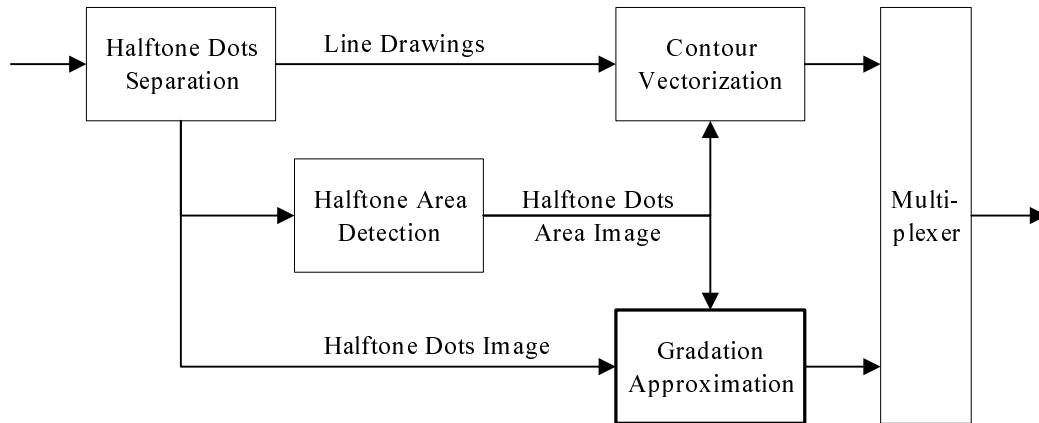 Halftone Dots
Separation
Line Drawings
Contour
Vectorization
Halftone Area
Detection
Halftone Dots
Area Image
Multi-
plexer
Halftone Dots Image
Gradation
Approximation